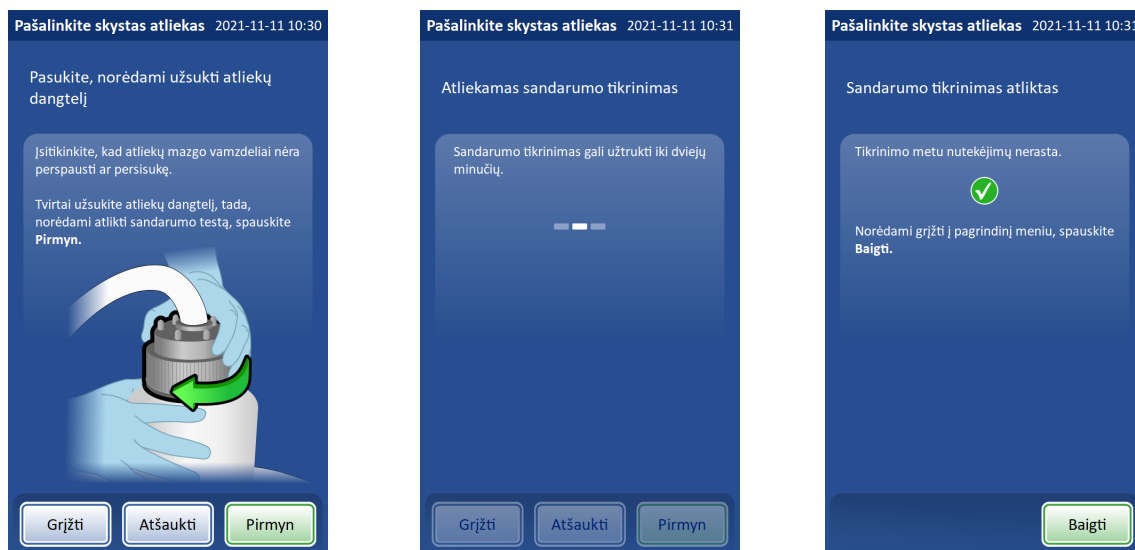 Pašalinkite skystas atliekas 2021-11-11 10:30
Pasukite, norėdami užsukti atliekų
dangtelį
Įsitikinkite, kad atliekų mazgo vamzdeliai nėra
perspausti ar persisukę.
Tvirtai užsukite atliekų dangtelį, tada,
norėdami atlikti sandarumo testą, spauskite
Pirmyn.
Grįžti
Atšaukti
Pirmyn
Pašalinkite skystas atliekas 2021-11-11 10:31
Atliekamas sandarumo tikrinimas
Sandarumo tikrinimas gali užtrukti iki dviejų
minučių.
Grįžti
Atšaukti
Pirmyn
Pašalinkite skystas atliekas 2021-11-11 10:31
Sandarumo tikrinimas atliktas
Tikrinimo metu nutekėjimų nerasta.
Norėdami grįžti į pagrindinį meniu, spauskite
Baigti.
Baigti